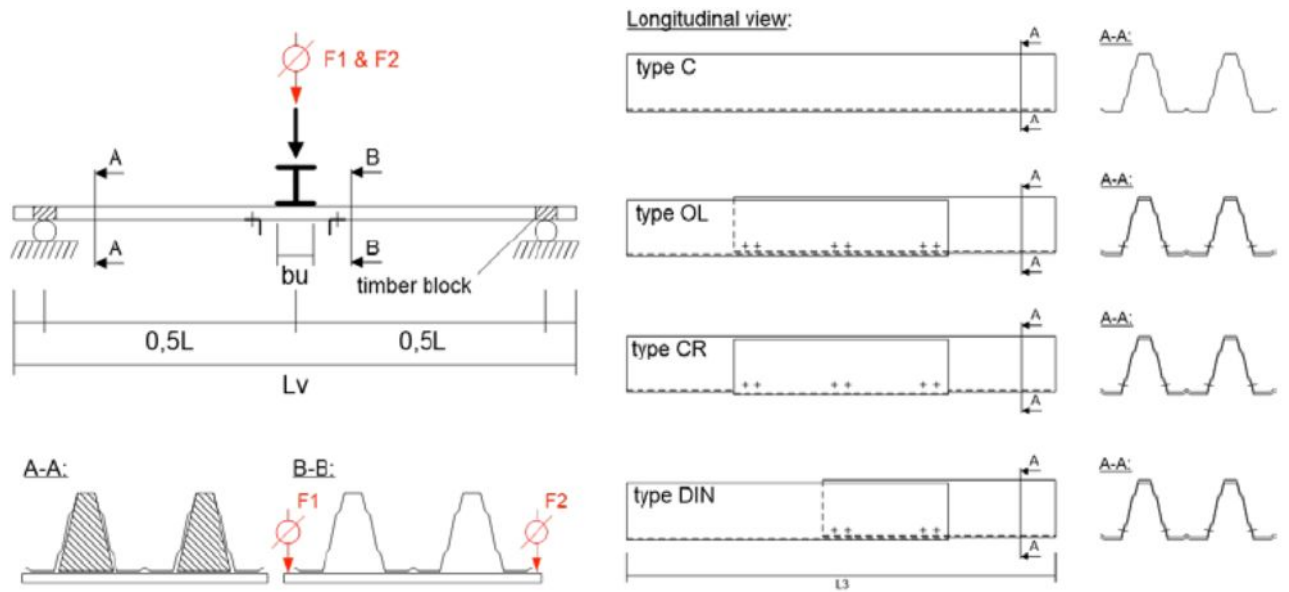 F1 & F2
A
B
A
B
bu
timber block
0,5L
0,5L
Lv
A-A:
B-B:
F1
F2
Longitudinal view:
type C
A
A
A-A:
type OL
A
A
A-A:
type CR
A
A
A-A:
type DIN
A
A
A-A:
L3